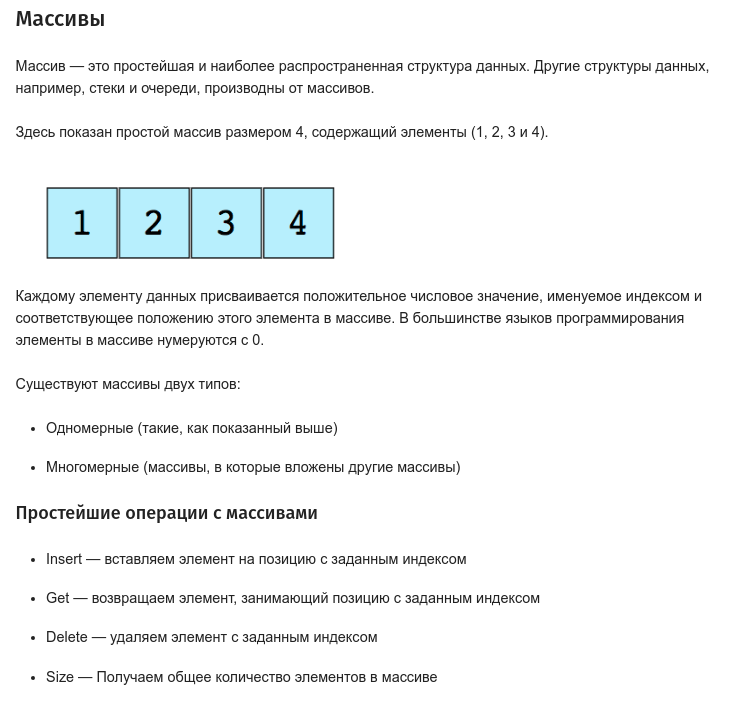 Массивы
Массив — это простейшая и наиболее распространенная структура данных. Другие структуры данных,
например, стеки и очереди, производны от массивов.
Здесь показан простой массив размером 4, содержащий элементы (1, 2, 3 и 4).
1 2 3 4
Каждому элементу данных присваивается положительное числовое значение, именуемое индексом и
соответствующее положению этого элемента в массиве. В большинстве языков программирования
элементы в массиве нумеруются с 0.
Существуют массивы двух типов:
• Одномерные (такие, как показанный выше)
• Многомерные (массивы, в которые вложены другие массивы)
Простейшие операции с массивами
• Insert — вставляем элемент на позицию с заданным индексом
• Get — возвращаем элемент, занимающий позицию с заданным индексом
• Delete — удаляем элемент с заданным индексом
• Size — Получаем общее количество элементов в массиве